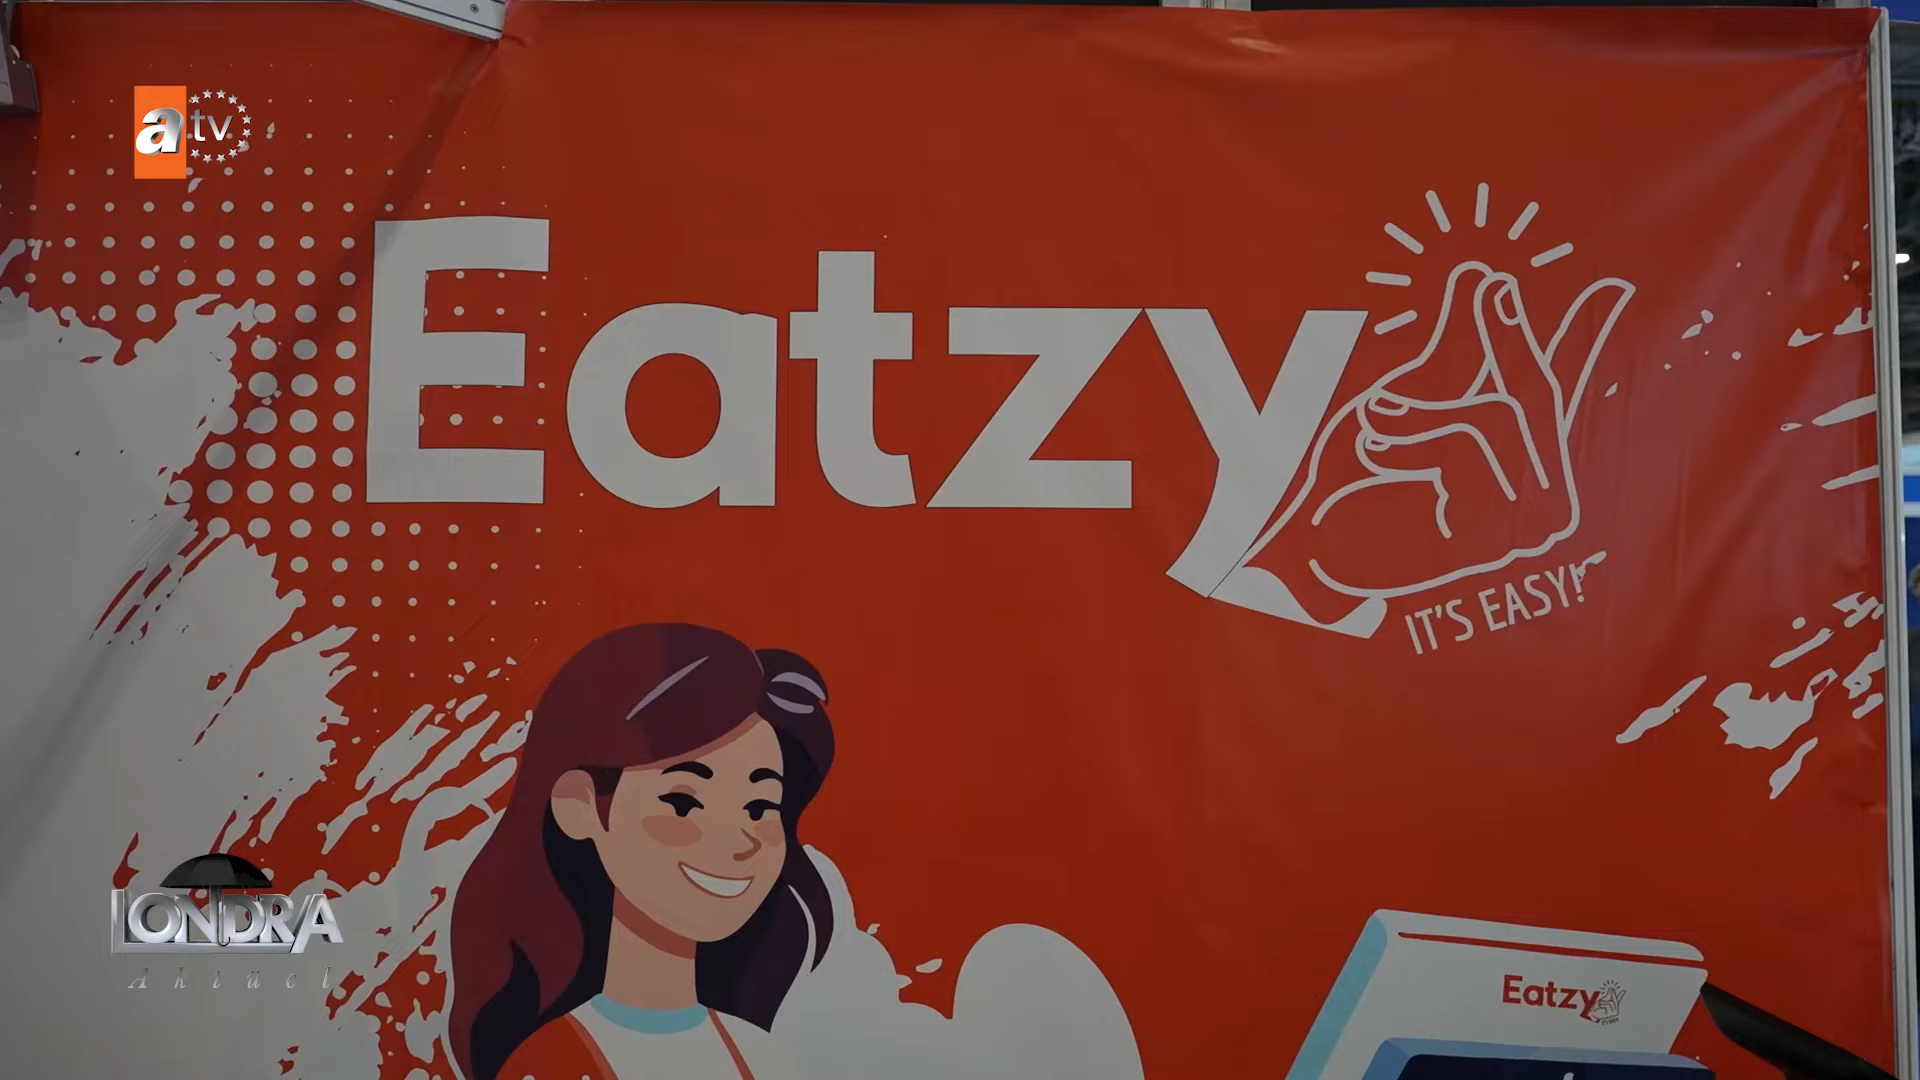 atv
Eatzy
IT'S EASY!
LONDRA
Aktüel
Eatzy